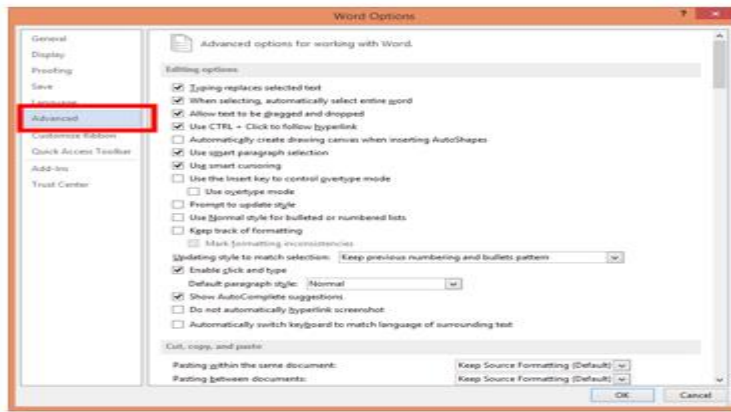 Word Options
?
General
Display
Proofing
Save
Language
Advanced
Customize Ribbon
Quick Access Toolbar
Add-Ins
Trust Center
Advanced options for working with Word.
Editing options
Typing replaces selected text
When selecting, automatically select entire word
Allow text to be dragged and dropped
Use CTRL + Click to follow hyperlink
Automatically create drawing canvas when inserting AutoShapes
Use smart paragraph selection
Use smart cursoring
Use the Insert key to control overtype mode
Use overtype mode
Prompt to update style
Use Normal style for bulleted or numbered lists
Keep track of formatting
Mark formatting inconsistencies
Updating style to match selection: Keep previous numbering and bullets pattern
Enable click and type
Default paragraph style: Normal
Show AutoComplete suggestions
Do not automatically hyperlink screenshot
Automatically switch keyboard to match language of surrounding text
Cut, copy, and paste
Pasting within the same document: Keep Source Formatting (Default)
Pasting between documents: Keep Source Formatting (Default)
OK Cancel